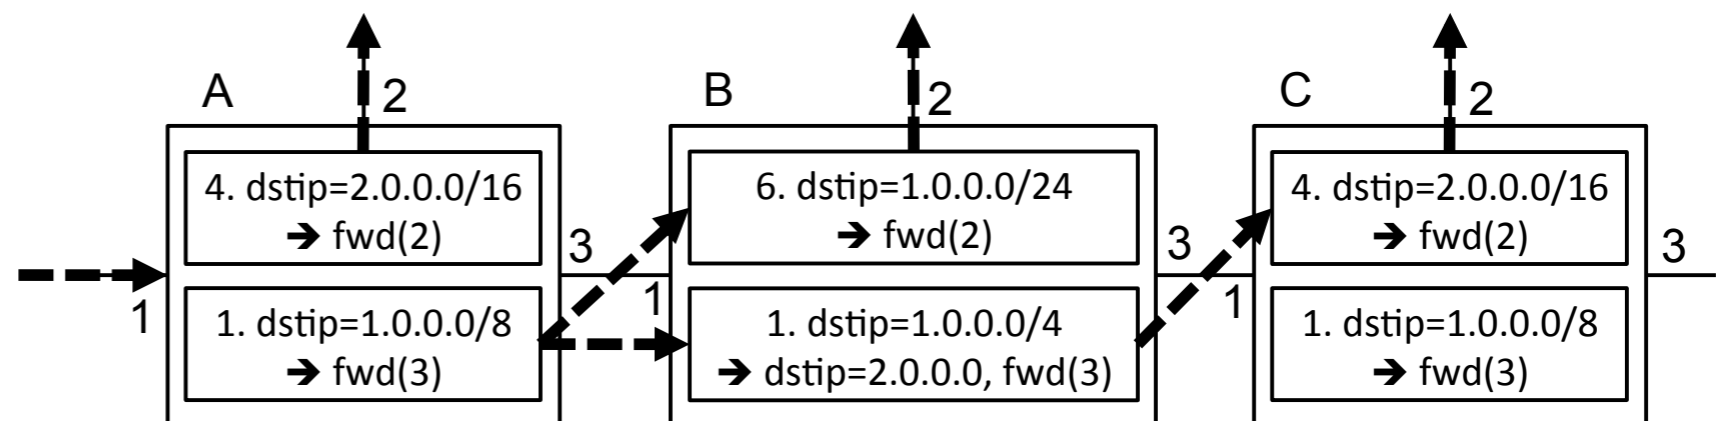 A
2
4. dstip=2.0.0.0/16
➔ fwd(2)
1. dstip=1.0.0.0/8
➔ fwd(3)
1
3
B
2
6. dstip=1.0.0.0/24
➔ fwd(2)
1. dstip=1.0.0.0/4
➔ dstip=2.0.0.0, fwd(3)
1
3
C
2
4. dstip=2.0.0.0/16
➔ fwd(2)
1. dstip=1.0.0.0/8
➔ fwd(3)
1
3